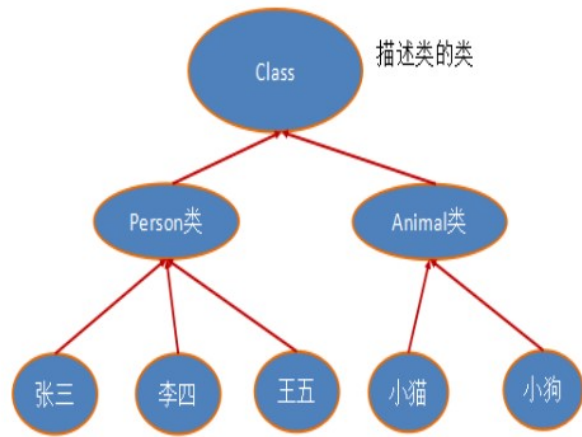 Class
描述类的类
Person类
Animal类
张三
李四
王五
小猫
小狗